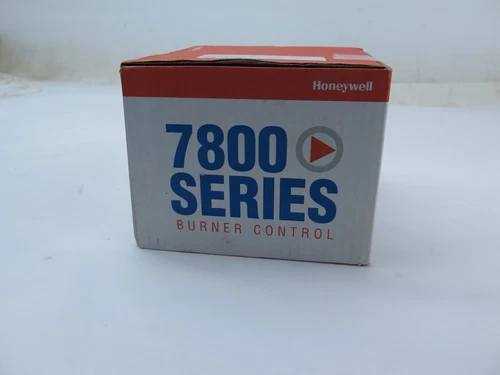 Honeywell
7800
SERIES
BURNER CONTROL